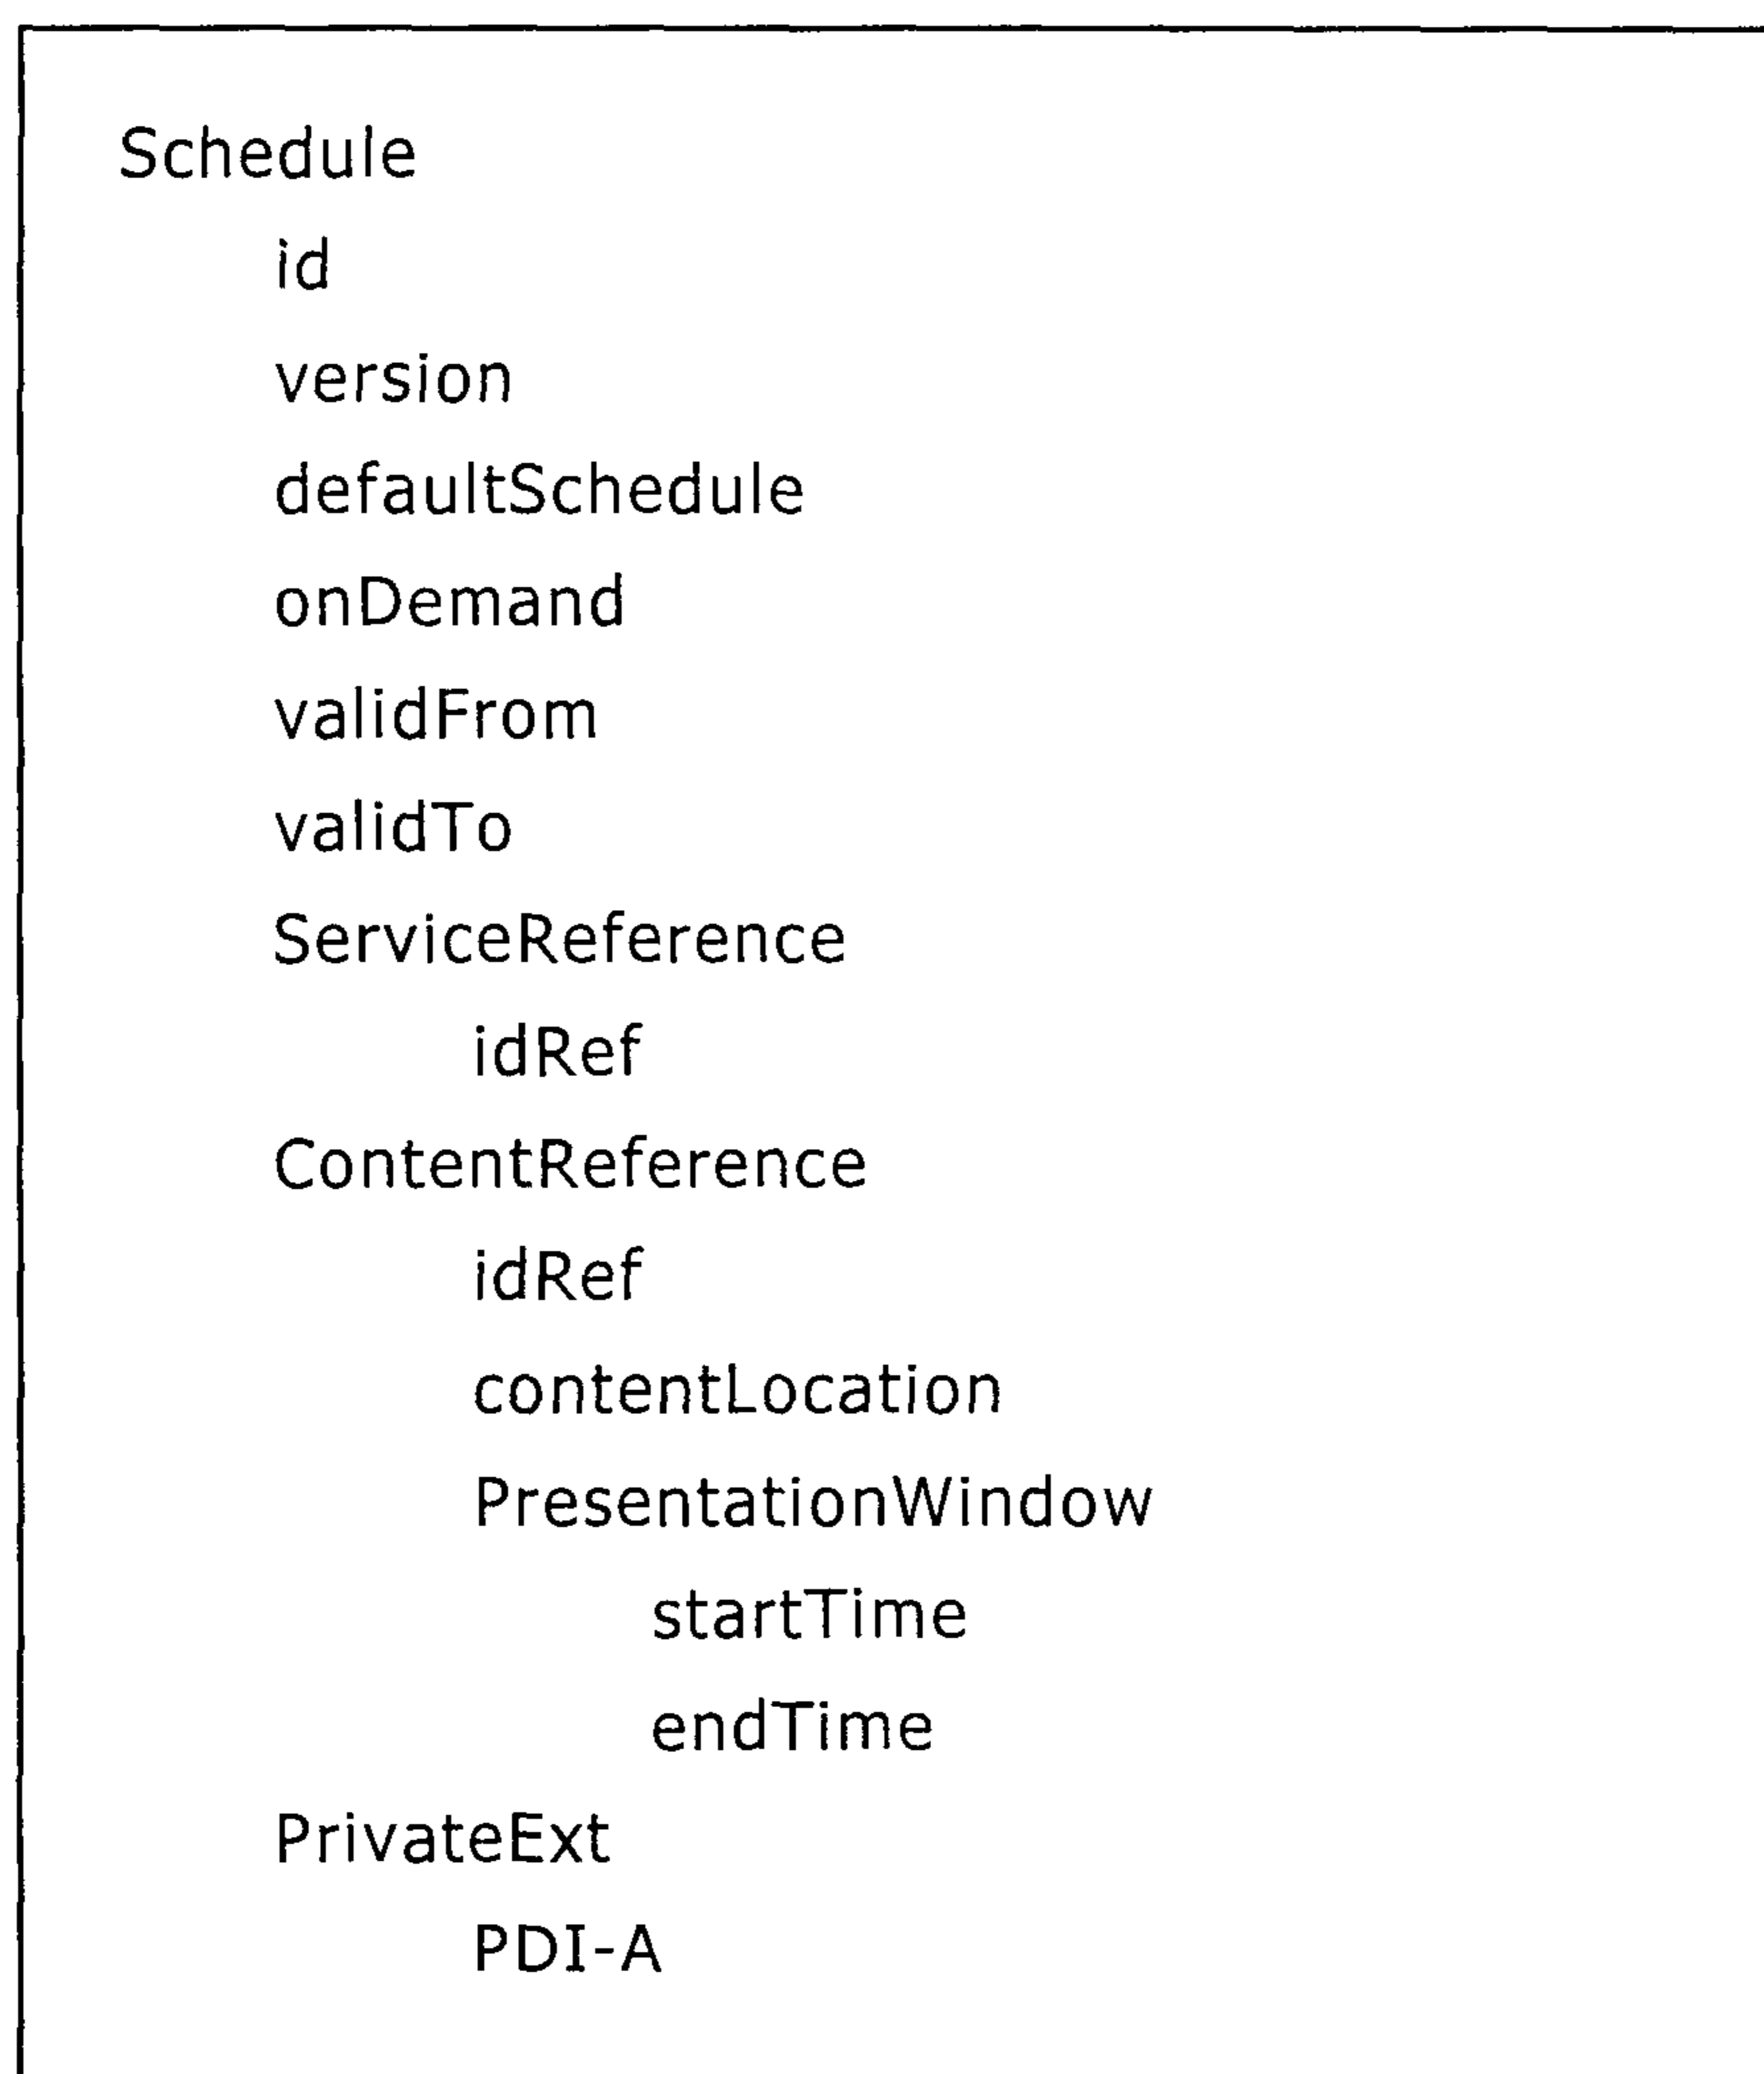 Schedule
id
version
defaultSchedule
onDemand
validFrom
validTo
ServiceReference
idRef
ContentReference
idRef
contentLocation
PresentationWindow
startTime
endTime
PrivateExt
PDI-A